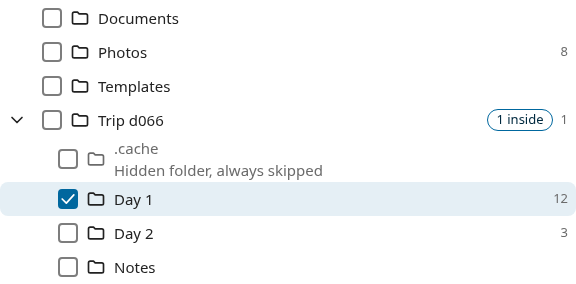 Documents
Photos 8
Templates
Trip d066 1 inside 1
.cache
Hidden folder, always skipped
Day 1 12
Day 2 3
Notes